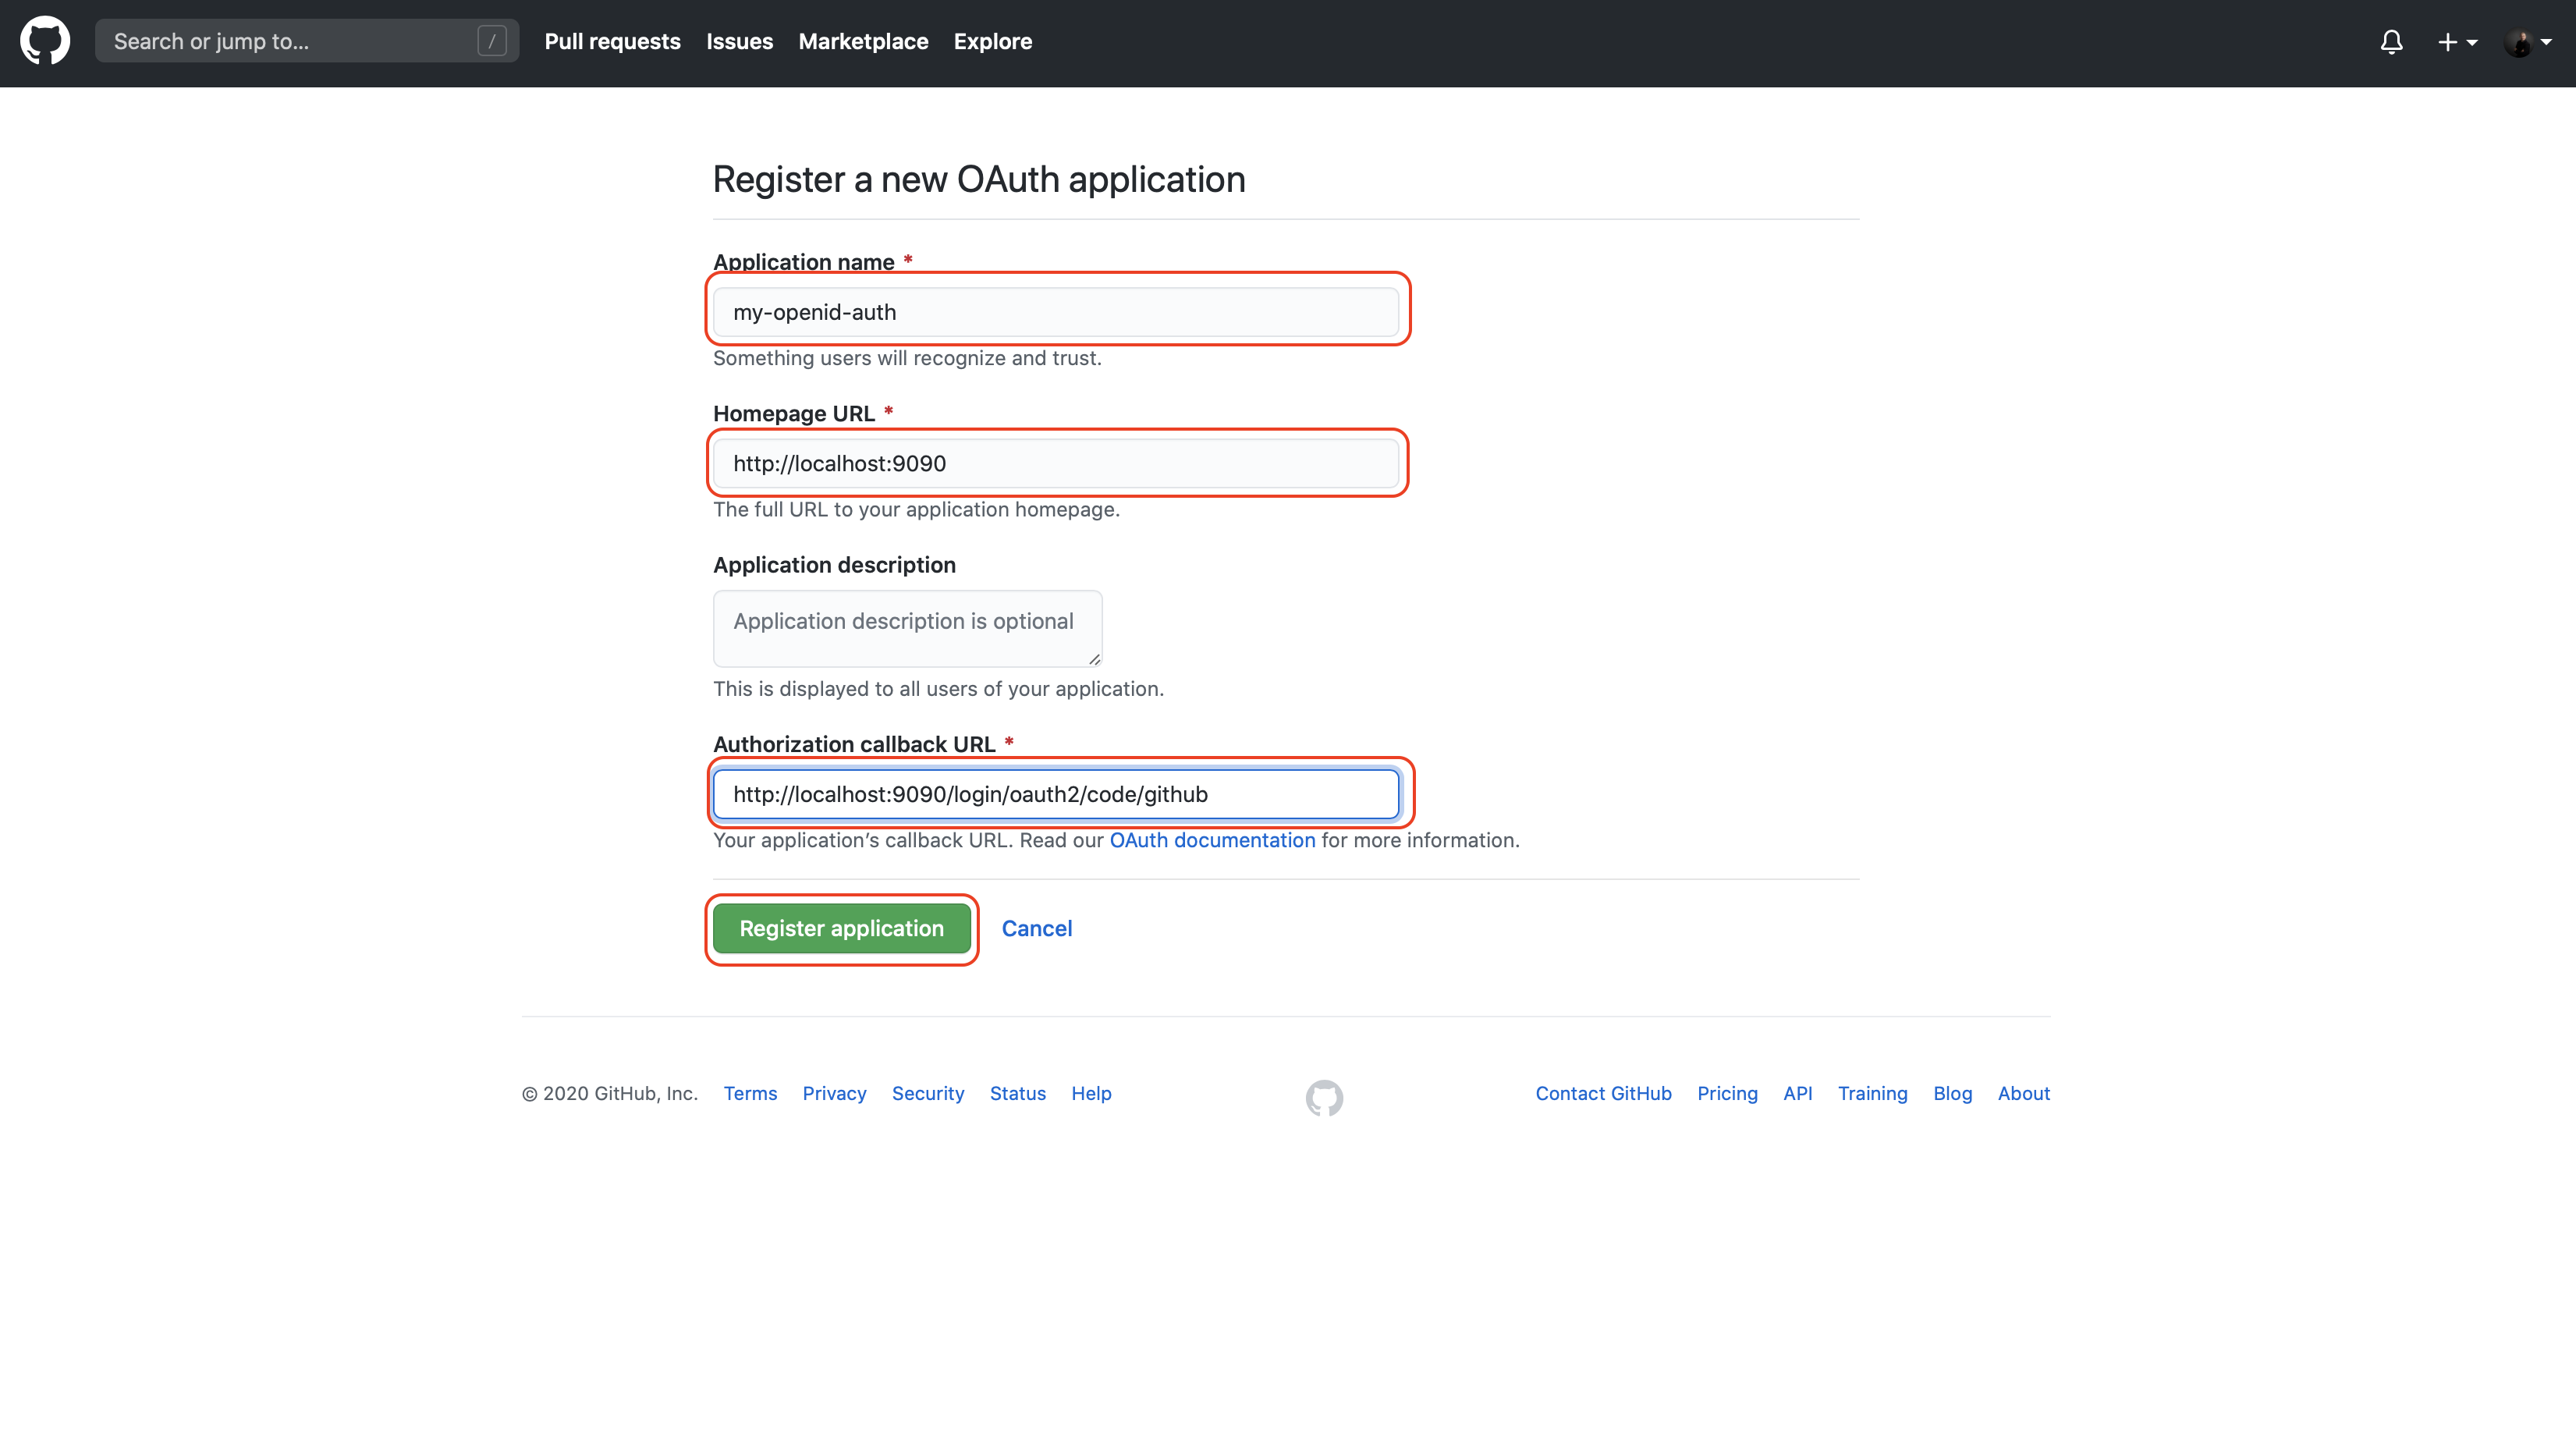 Search or jump to... /
Pull requests Issues Marketplace Explore
Register a new OAuth application
Application name *
my-openid-auth
Something users will recognize and trust.
Homepage URL *
http://localhost:9090
The full URL to your application homepage.
Application description
Application description is optional
This is displayed to all users of your application.
Authorization callback URL *
http://localhost:9090/login/oauth2/code/github
Your application’s callback URL. Read our OAuth documentation for more information.
Register application Cancel
© 2020 GitHub, Inc. Terms Privacy Security Status Help Contact GitHub Pricing API Training Blog About